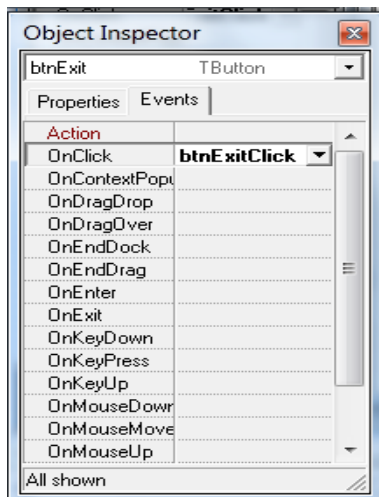 Object Inspector
btnExit TButton
Properties Events
Action
OnClick btnExitClick
OnContextPopu
OnDragDrop
OnDragOver
OnEndDock
OnEndDrag
OnEnter
OnExit
OnKeyDown
OnKeyPress
OnKeyUp
OnMouseDown
OnMouseMove
OnMouseUp
All shown